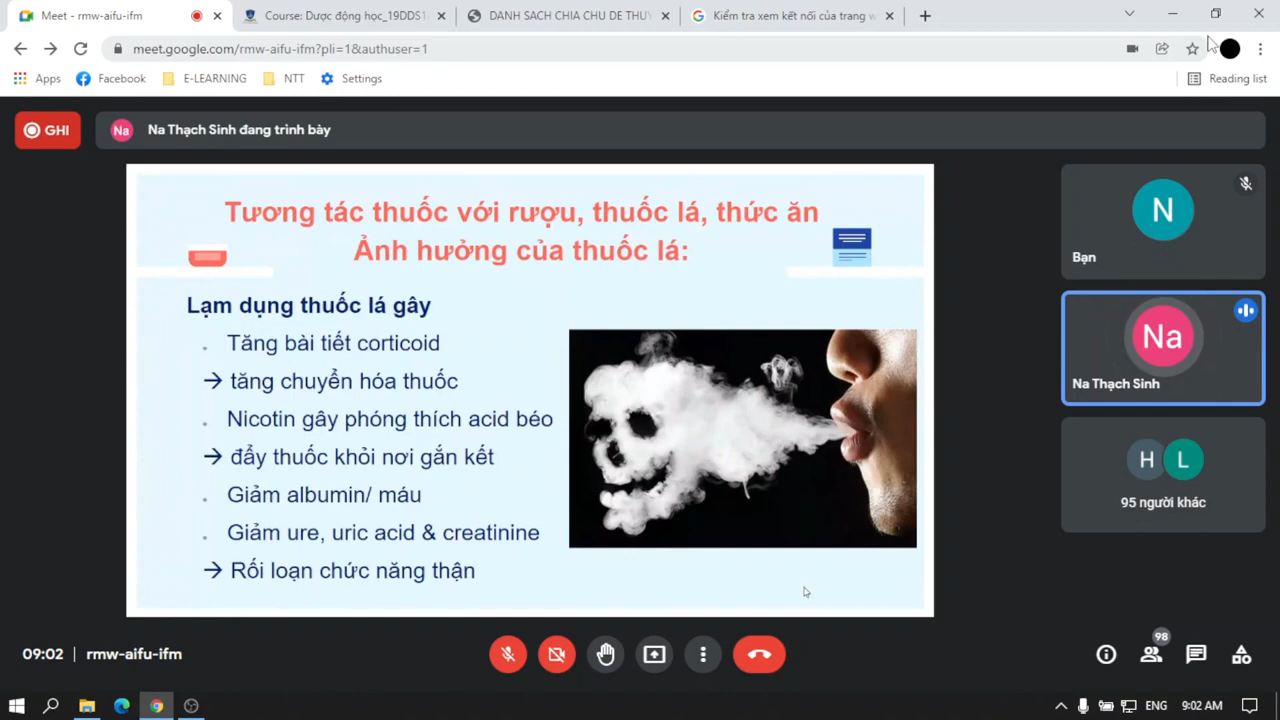 Meet - rmw-aifu-ifm
Course: Dược động học_19DDS1
DANH SACH CHIA CHU DE THUY
Kiểm tra xem kết nối của trang w
meet.google.com/rmw-aifu-ifm?pli=1&authuser=1
Apps
Facebook
E-LEARNING
NTT
Settings
Reading list
GHI
Na
Na Thạch Sinh đang trình bày
Tương tác thuốc với rượu, thuốc lá, thức ăn
Ảnh hưởng của thuốc lá:
Lạm dụng thuốc lá gây
. Tăng bài tiết corticoid
→ tăng chuyển hóa thuốc
. Nicotin gây phóng thích acid béo
→ đẩy thuốc khỏi nơi gắn kết
. Giảm albumin/ máu
. Giảm ure, uric acid & creatinine
→ Rối loạn chức năng thận
N
Bạn
Na
Na Thạch Sinh
H
L
95 người khác
09:02
rmw-aifu-ifm
98
ENG
9:02 AM